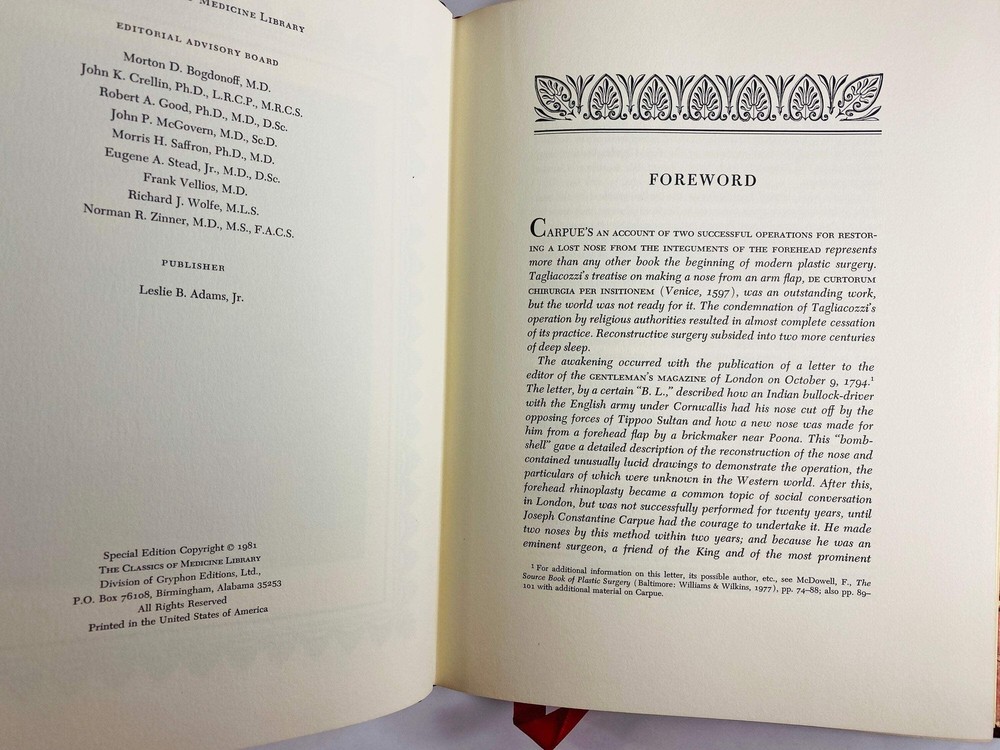 Medicine Library
EDITORIAL ADVISORY BOARD
Morton D. Bogdonoff, M.D.
John K. Crellin, Ph.D., L.R.C.P., M.R.C.S.
Robert A. Good, Ph.D., M.D., D.Sc.
John P. McGovern, M.D., Sc.D.
Morris H. Saffron, Ph.D., M.D.
Eugene A. Stead, Jr., M.D., D.Sc.
Frank Vellios, M.D.
Richard J. Wolfe, M.L.S.
Norman R. Zinner, M.D., M.S., F.A.C.S.
PUBLISHER
Leslie B. Adams, Jr.
Special Edition Copyright © 1981
The Classics of Medicine Library
Division of Gryphon Editions, Ltd.,
P.O. Box 76108, Birmingham, Alabama 35253
All Rights Reserved
Printed in the United States of America
FOREWORD
Carpue's an account of two successful operations for restor-
ing a lost nose from the integuments of the forehead represents
more than any other book the beginning of modern plastic surgery.
Tagliacozzi's treatise on making a nose from an arm flap, de curtorum
chirurgia per insitionem (Venice, 1597), was an outstanding work,
but the world was not ready for it. The condemnation of Tagliacozzi's
operation by religious authorities resulted in almost complete cessation
of its practice. Reconstructive surgery subsided into two more centuries
of deep sleep.
The awakening occurred with the publication of a letter to the
editor of the gentleman's magazine of London on October 9, 1794.¹
The letter, by a certain "B. L.," described how an Indian bullock-driver
with the English army under Cornwallis had his nose cut off by the
opposing forces of Tippoo Sultan and how a new nose was made for
him from a forehead flap by a brickmaker near Poona. This "bomb-
shell" gave a detailed description of the reconstruction of the nose and
contained unusually lucid drawings to demonstrate the operation, the
particulars of which were unknown in the Western world. After this,
forehead rhinoplasty became a common topic of social conversation
in London, but was not successfully performed for twenty years, until
Joseph Constantine Carpue had the courage to undertake it. He made
two noses by this method within two years; and because he was an
eminent surgeon, a friend of the King and of the most prominent
¹ For additional information on this letter, its possible author, etc., see McDowell, F., The
Source Book of Plastic Surgery (Baltimore: Williams & Wilkins, 1977), pp. 74–88; also pp. 89–
101 with additional material on Carpue.